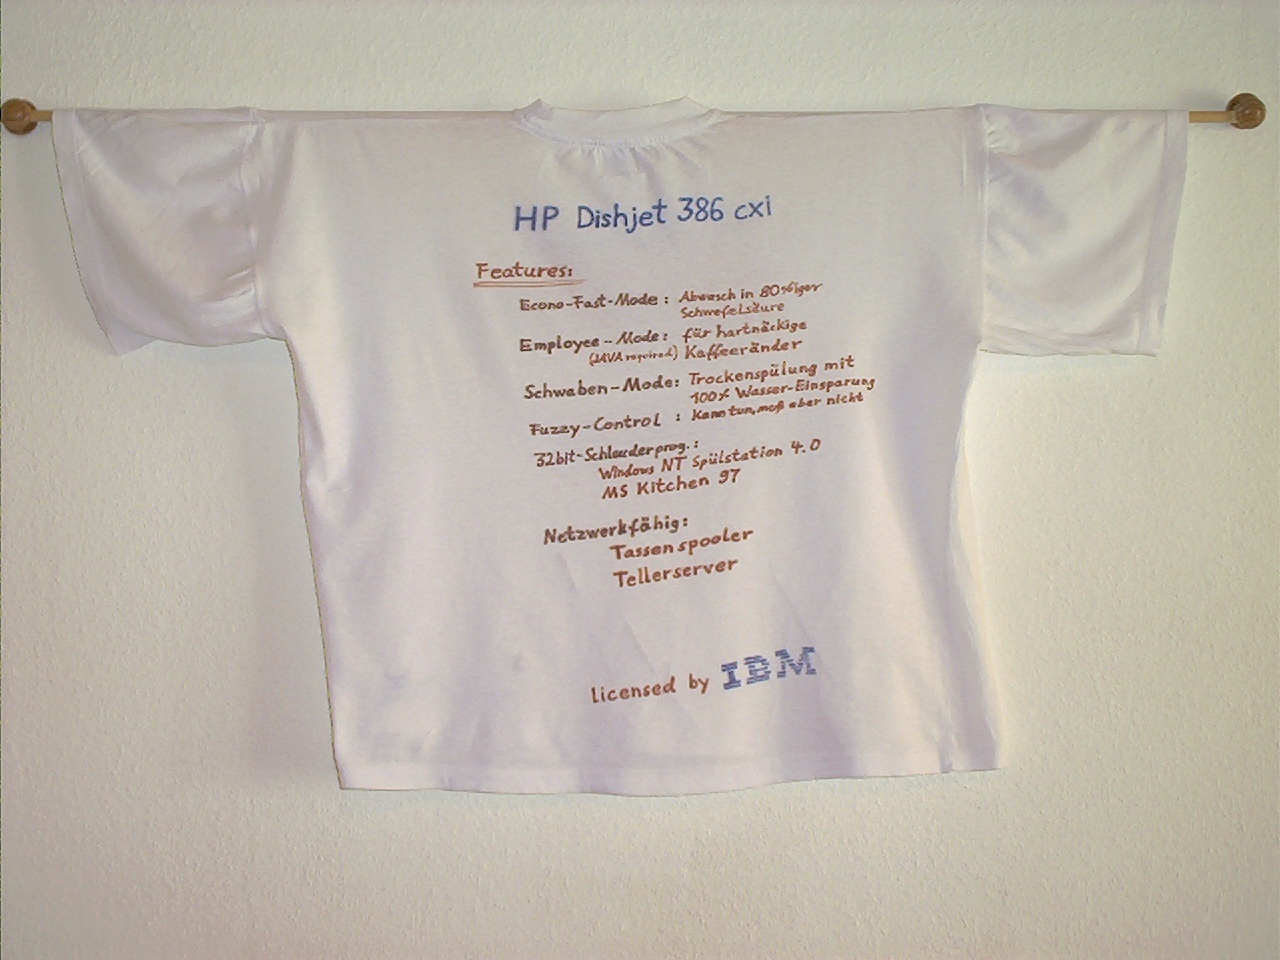 HP Dishjet 386 cxi
Features:
Econo-Fast-Mode : Abwasch in 80%iger
Schwefelsäure
Employee-Mode: für hartnäckige
(JAVA required) Kaffeeränder
Schwaben-Mode: Trockenspülung mit
100% Wasser-Einsparung
Fuzzy-Control : Kann tun, muß aber nicht
32bit-Schleuderprog.:
Windows NT Spülstation 4.0
MS Kitchen 97
Netzwerkfähig:
Tassenspooler
Tellerserver
licensed by IBM